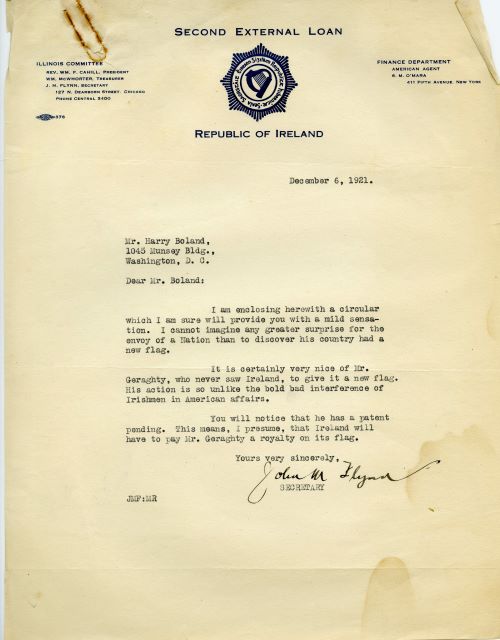 SECOND EXTERNAL LOAN
ILLINOIS COMMITTEE
REV. WM. F. CAHILL, PRESIDENT
WM. MCWHORTER, TREASURER
J. M. FLYNN, SECRETARY
127 N. DEARBORN STREET, CHICAGO
PHONE CENTRAL 3400
376
FINANCE DEPARTMENT
AMERICAN AGENT
S. M. O'MARA
411 FIFTH AVENUE, NEW YORK
REPUBLIC OF IRELAND
December 6, 1921.
Mr. Harry Boland,
1045 Munsey Bldg.,
Washington, D. C.
Dear Mr. Boland:
I am enclosing herewith a circular
which I am sure will provide you with a mild sensa-
tion. I cannot imagine any greater surprise for the
envoy of a Nation than to discover his country had a
new flag.
It is certainly very nice of Mr.
Geraghty, who never saw Ireland, to give it a new flag.
His action is so unlike the bold bad interference of
Irishmen in American affairs.
You will notice that he has a patent
pending. This means, I presume, that Ireland will
have to pay Mr. Geraghty a royalty on its flag.
Yours very sincerely,
John M Flynn
SECRETARY
JMF:MR